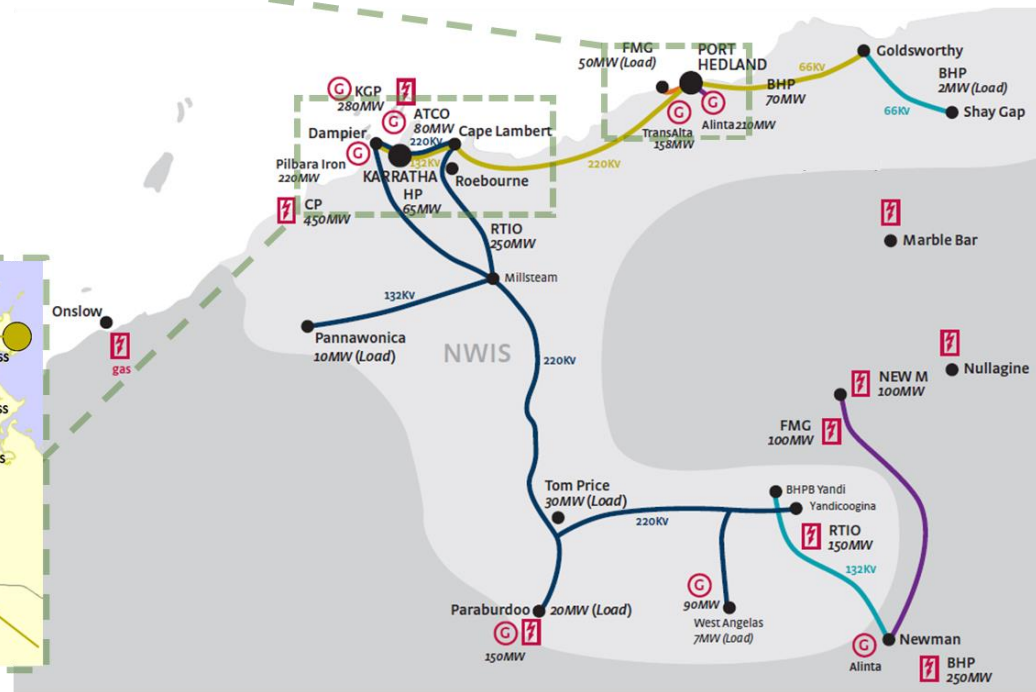 FMG
50MW (Load)
PORT
HEDLAND
66Kv
Goldsworthy
BHP
70MW
BHP
2MW (Load)
66Kv
Shay Gap
G
G
Alinta 210MW
TransAlta
158MW
G
KGP
280MW
G
ATCO
80MW
Dampier
220Kv
Cape Lambert
132Kv
G
Pilbara Iron
220MW
KARRATHA
HP
65MW
Roebourne
220Kv
CP
450MW
RTIO
250MW
Marble Bar
Millsteam
132Kv
Onslow
gas
Pannawonica
10MW (Load)
NWIS
220Kv
Nullagine
NEW M
100MW
FMG
100MW
ss
ss
s
Tom Price
30MW (Load)
220Kv
BHPB Yandi
Yandicoogina
RTIO
150MW
132Kv
G
90MW
West Angelas
7MW (Load)
Paraburdoo
20MW (Load)
G
150MW
Newman
G
Alinta
BHP
250MW